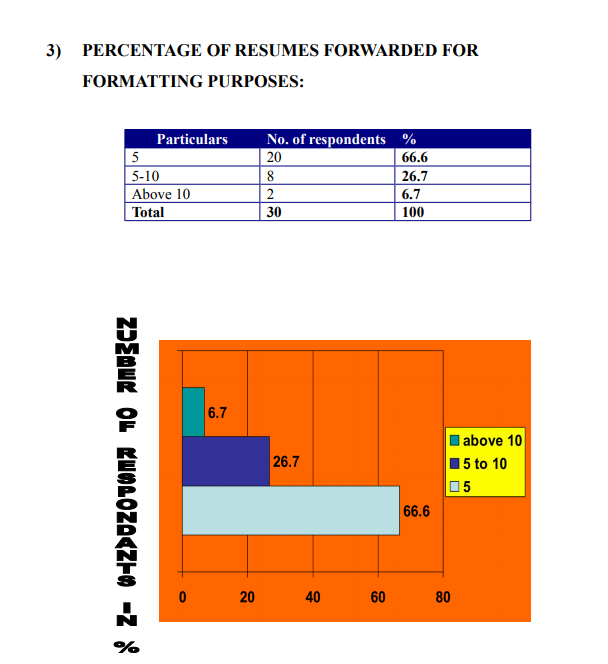 3) PERCENTAGE OF RESUMES FORWARDED FOR
FORMATTING PURPOSES:
Particulars No. of respondents %
5 20 66.6
5-10 8 26.7
Above 10 2 6.7
Total 30 100
NUMBER OF RESPONDANTS IN %
6.7
26.7
66.6
above 10
5 to 10
5
0 20 40 60 80